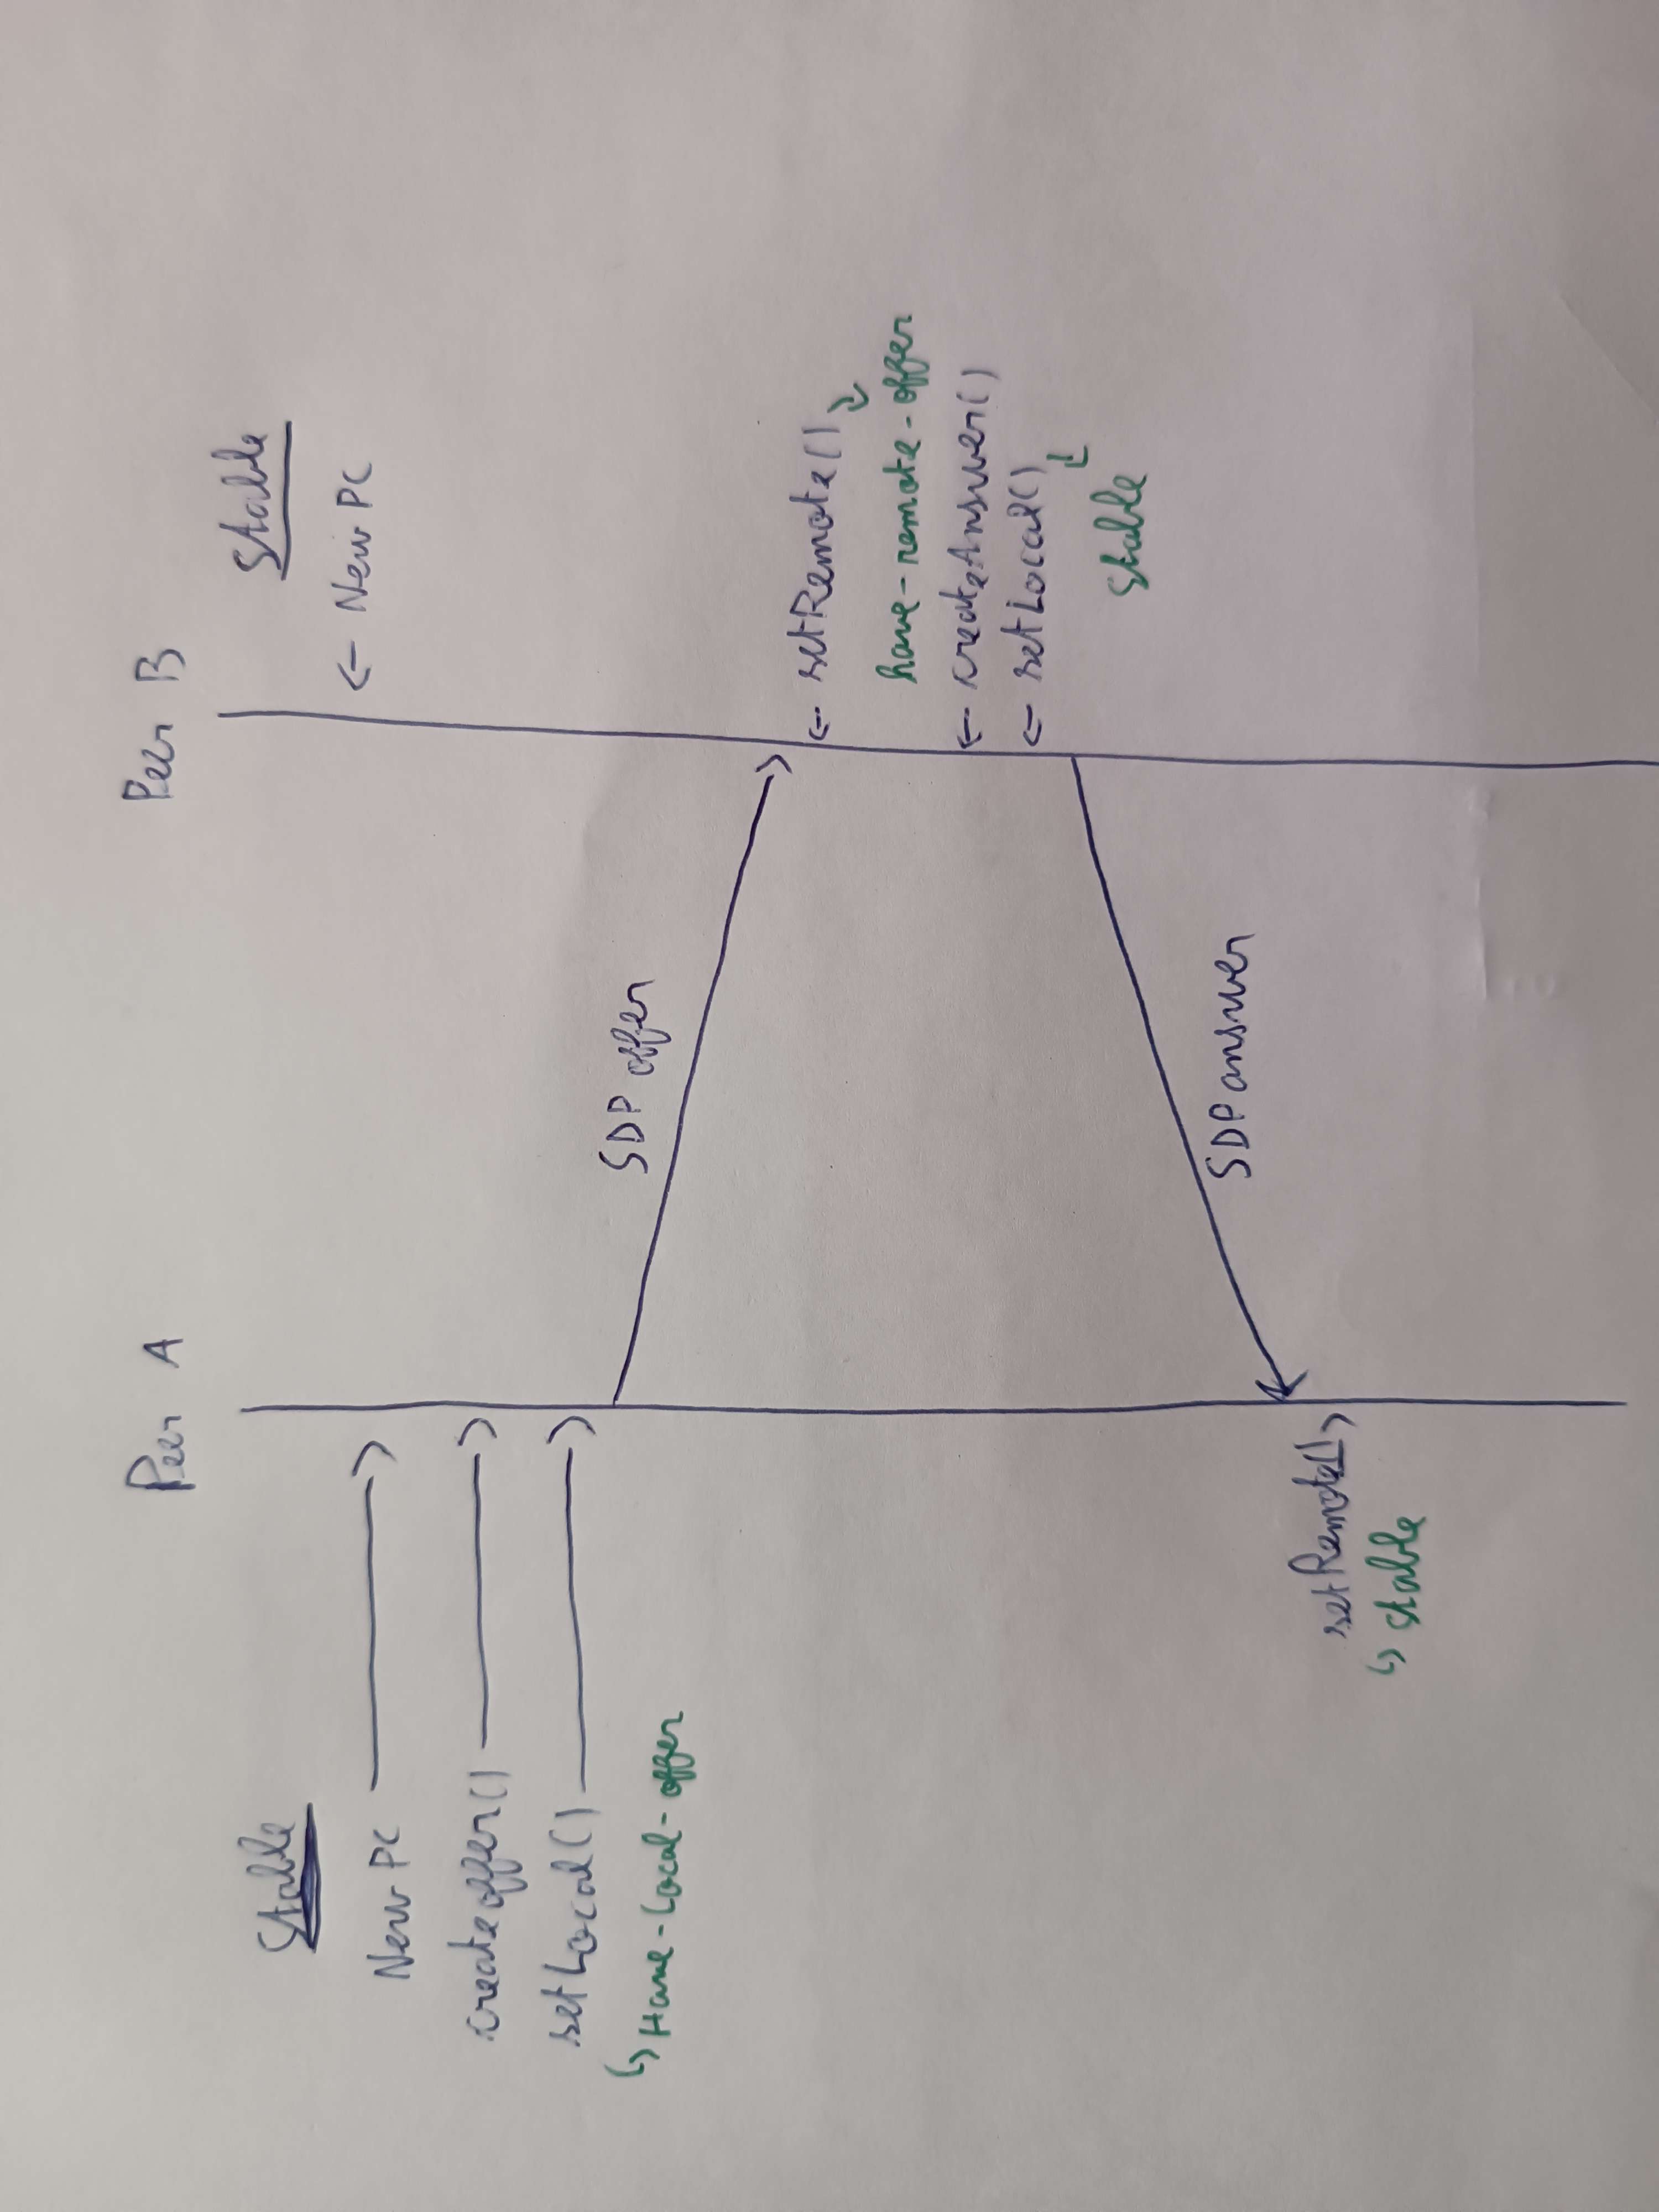 Peer A
Peer B
Stable
Stable
New PC
New PC
createoffer()
setLocal()
Have-Local-offer
SDP offer
setRemote()
have-remote-offer
createAnswer()
setLocal()
stable
SDP answer
setRemote()
stable